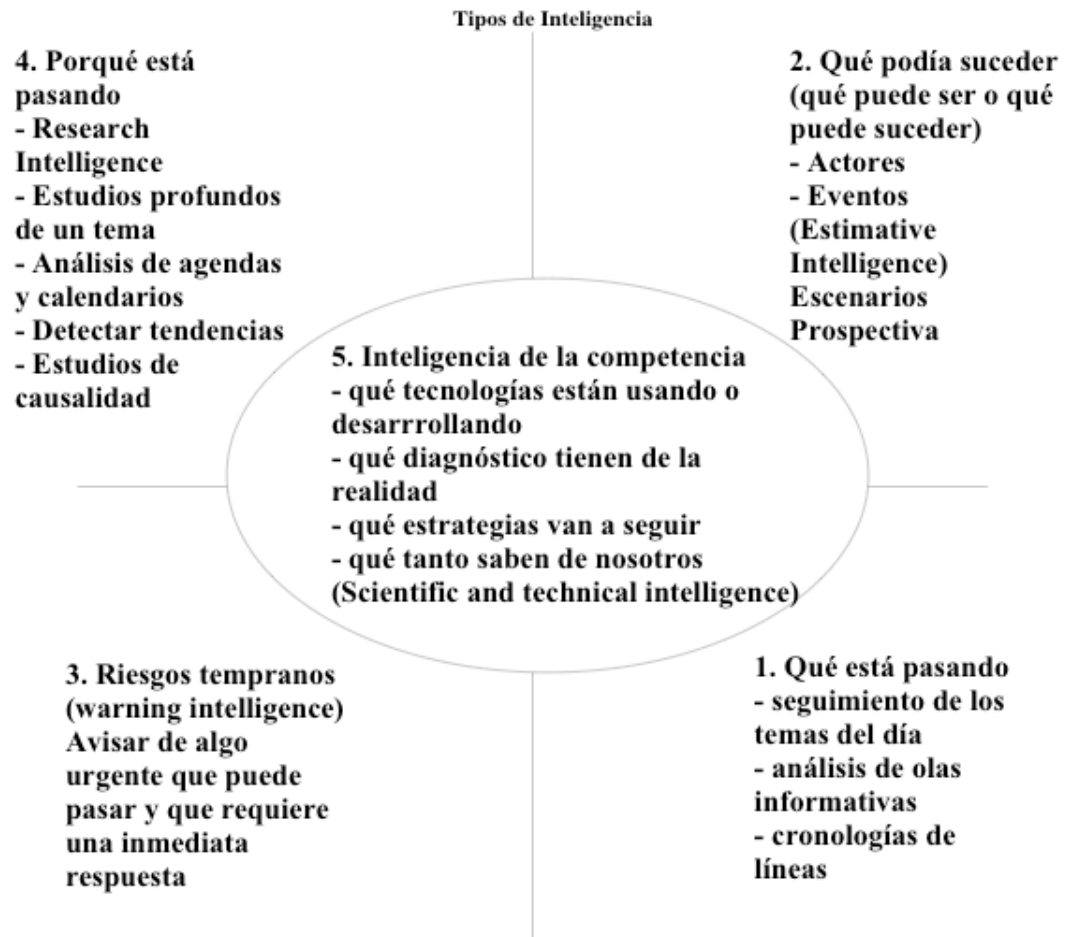 Tipos de Inteligencia
4. Porqué está
pasando
- Research
Intelligence
- Estudios profundos
de un tema
- Análisis de agendas
y calendarios
- Detectar tendencias
- Estudios de
causalidad
2. Qué podía suceder
(qué puede ser o qué
puede suceder)
- Actores
- Eventos
(Estimative
Intelligence)
Escenarios
Prospectiva
5. Inteligencia de la competencia
- qué tecnologías están usando o
desarrrollando
- qué diagnóstico tienen de la
realidad
- qué estrategias van a seguir
- qué tanto saben de nosotros
(Scientific and technical intelligence)
3. Riesgos tempranos
(warning intelligence)
Avisar de algo
urgente que puede
pasar y que requiere
una inmediata
respuesta
1. Qué está pasando
- seguimiento de los
temas del día
- análisis de olas
informativas
- cronologías de
líneas